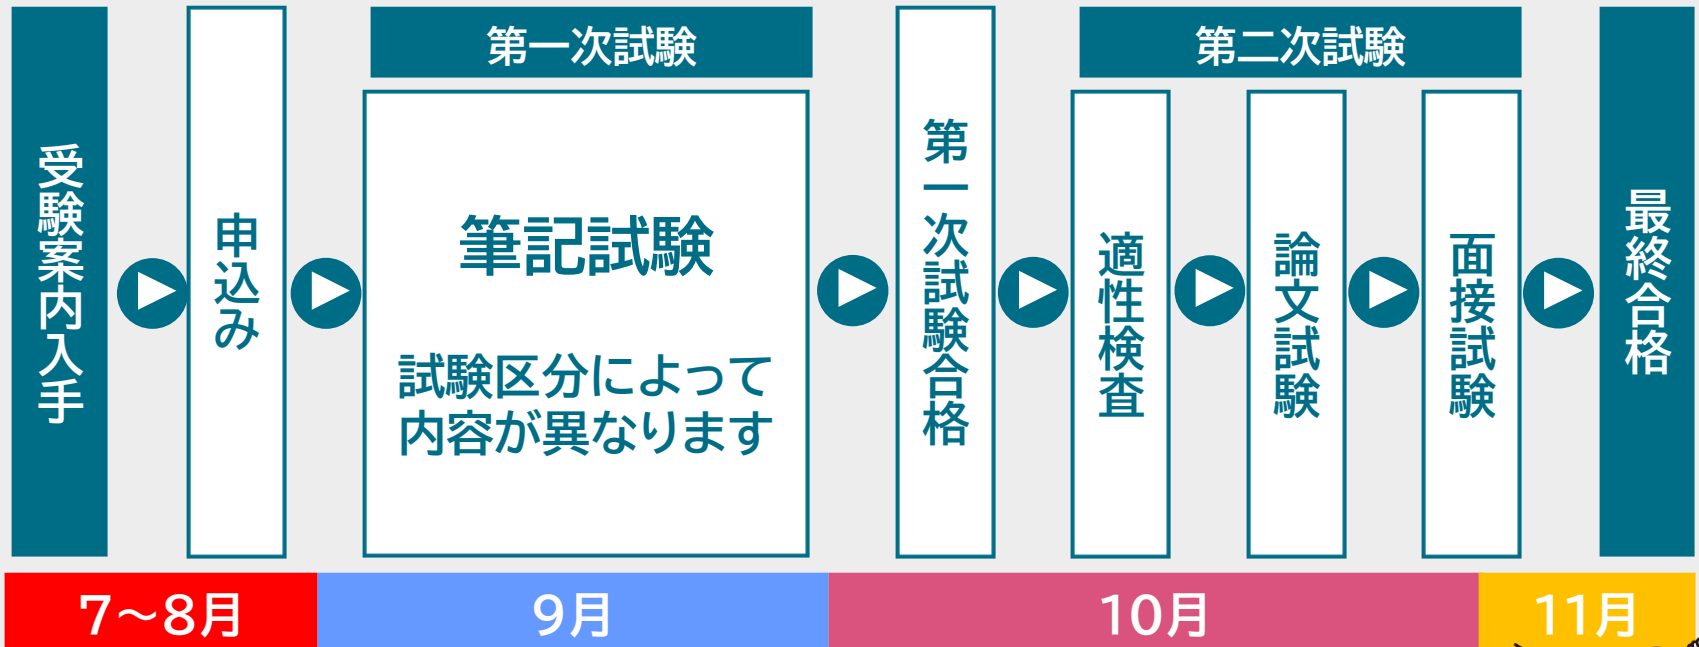 受験案内入手
申込み
第一次試験
筆記試験
試験区分によって
内容が異なります
第一次試験合格
第二次試験
適性検査
論文試験
面接試験
最終合格
7～8月
9月
10月
11月